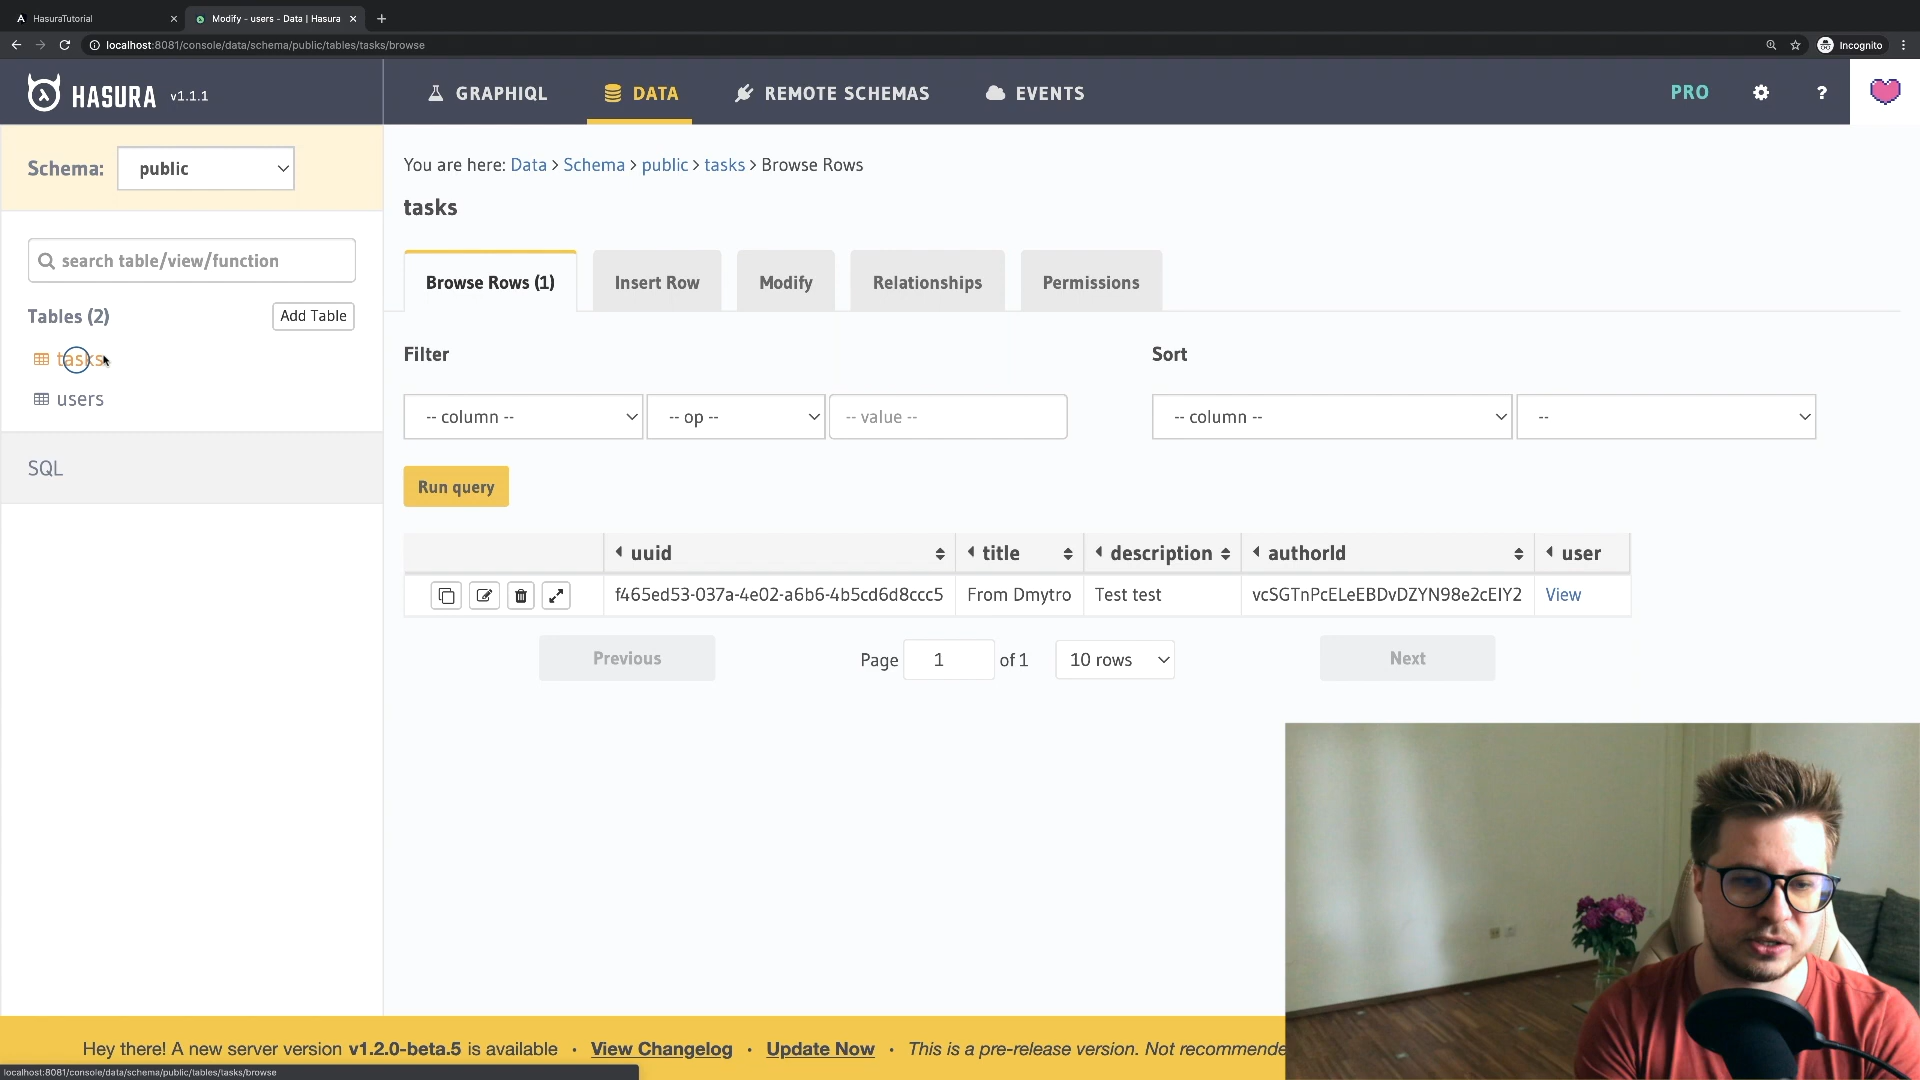 HasuraTutorial
Modify - users - Data | Hasura
localhost:8081/console/data/schema/public/tables/tasks/browse
Incognito
HASURA v1.1.1
GRAPHIQL
DATA
REMOTE SCHEMAS
EVENTS
PRO
?
Schema: public
You are here: Data > Schema > public > tasks > Browse Rows
tasks
search table/view/function
Browse Rows (1)
Insert Row
Modify
Relationships
Permissions
Tables (2)
Add Table
tasks
users
SQL
Filter
Sort
-- column --
-- op --
-- value --
-- column --
--
Run query
uuid title description authorId user
f465ed53-037a-4e02-a6b6-4b5cd6d8ccc5 From Dmytro Test test vcSGTnPcELeEBDvDZYN98e2cEIY2 View
Previous
Page 1 of 1
10 rows
Next
Hey there! A new server version v1.2.0-beta.5 is available · View Changelog · Update Now · This is a pre-release version. Not recommende
localhost:8081/console/data/schema/public/tables/tasks/browse